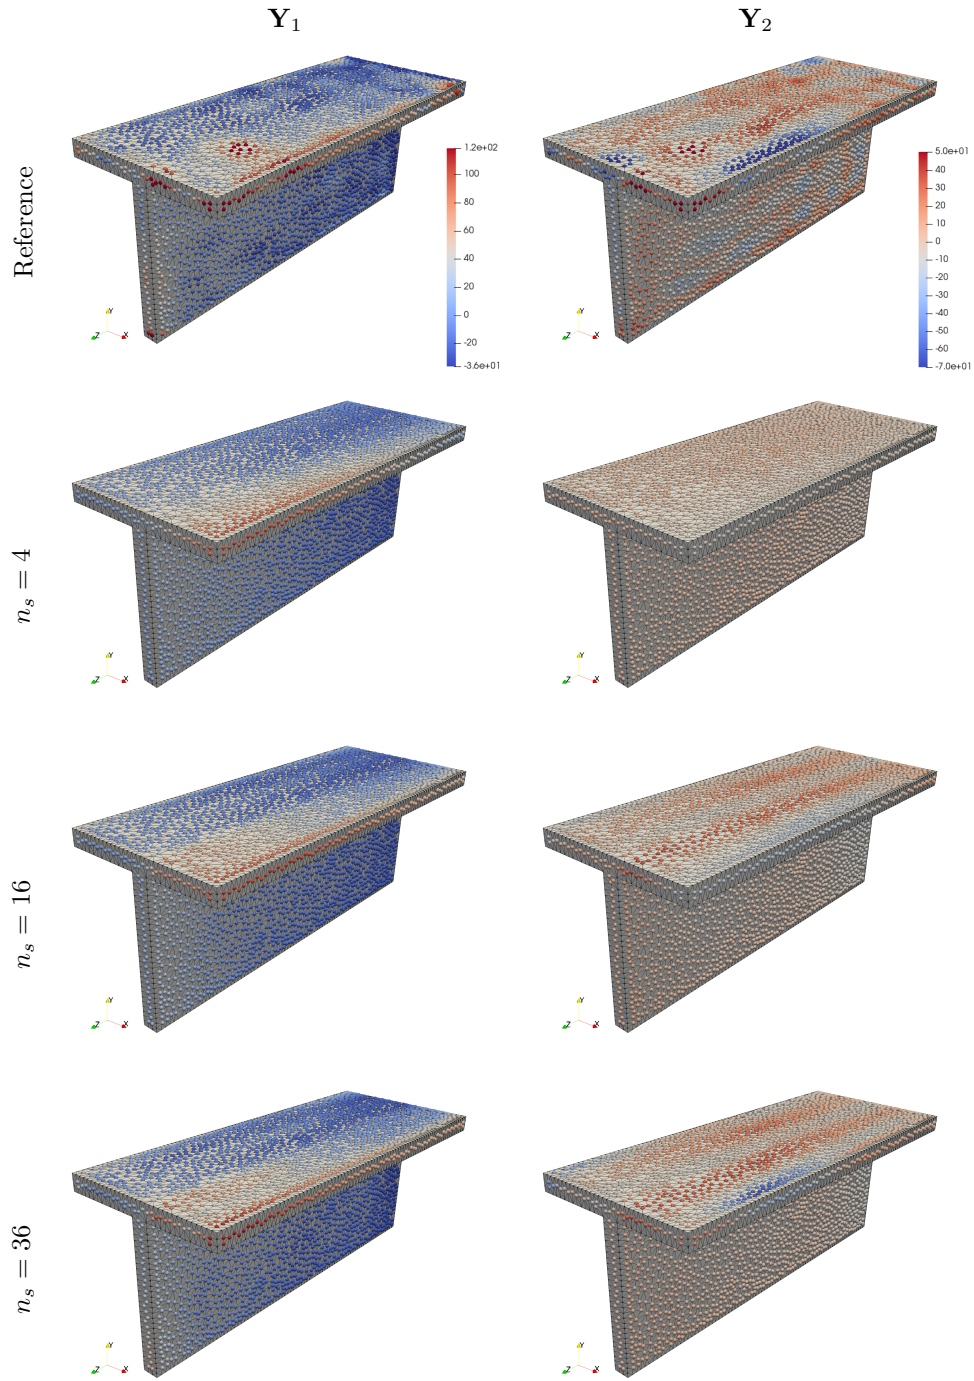 Y₁ Y₂
Reference
1.2e+02
100
80
60
40
20
0
-20
-3.6e+01
5.0e+01
40
30
20
10
0
-10
-20
-30
-40
-50
-60
-7.0e+01
Y
Z X
Y
Z X
nₛ = 4
Y
Z X
Y
Z X
nₛ = 16
Y
Z X
Y
Z X
nₛ = 36
Y
Z X
Y
Z X